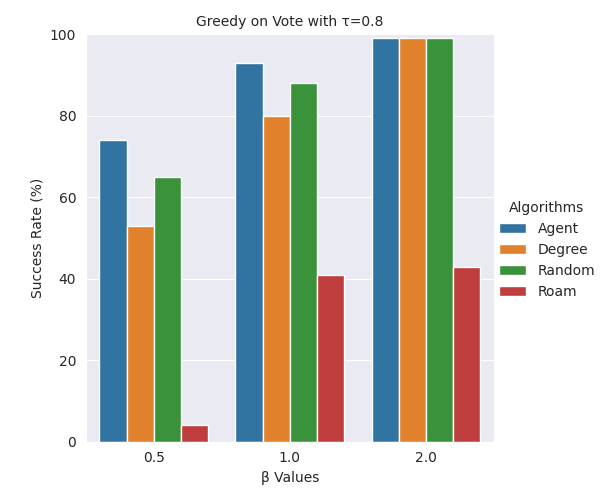 Greedy on Vote with τ=0.8
Success Rate (%)
100
80
60
40
20
0
0.5
1.0
2.0
β Values
Algorithms
Agent
Degree
Random
Roam